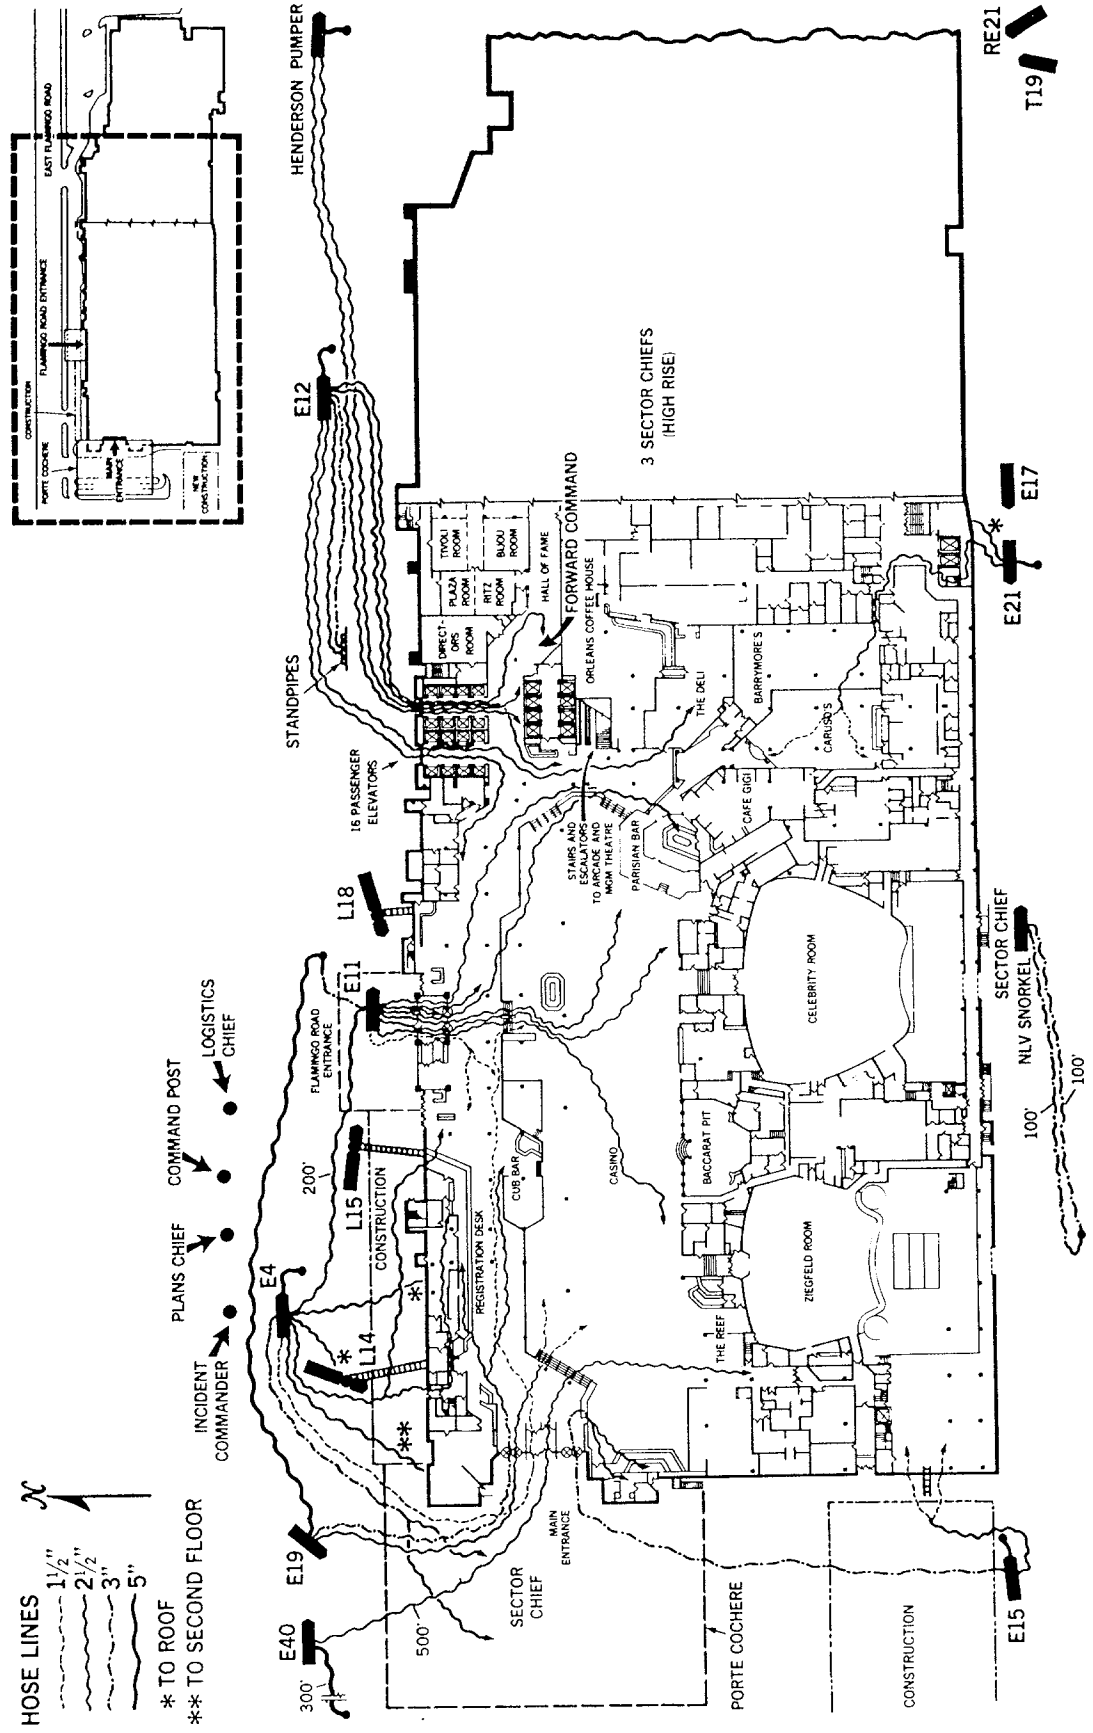 HOSE LINES
1½"
2½"
3"
5"
* TO ROOF
** TO SECOND FLOOR
N
EAST FLAMINGO ROAD
FLAMINGO ROAD ENTRANCE
CONSTRUCTION
PORTE COCHERE
MAIN
ENTRANCE
NEW
CONSTRUCTION
INCIDENT
COMMANDER
PLANS CHIEF
COMMAND POST
LOGISTICS
CHIEF
HENDERSON PUMPER
RE21
T19
E12
STANDPIPES
16 PASSENGER
ELEVATORS
L18
E11
FLAMINGO ROAD
ENTRANCE
200'
L15
CONSTRUCTION
E4
*
L14
*
**
E19
E40
300'
500'
SECTOR
CHIEF
MAIN
ENTRANCE
PORTE COCHERE
CONSTRUCTION
E15
REGISTRATION DESK
CUB BAR
CASINO
THE REEF
ZIEGFELD ROOM
BACCARAT PIT
CELEBRITY ROOM
PARISIAN BAR
CAFE GIGI
STAIRS AND
ESCALATORS
TO ARCADE AND
MGM THEATRE
CARUSO'S
BARRYMORE'S
THE DELI
ORLEANS COFFEE HOUSE
FORWARD COMMAND
HALL OF FAME
DIRECT-
ORS
ROOM
PLAZA
ROOM
RITZ
ROOM
TIVOLI
ROOM
BIJOU
ROOM
3 SECTOR CHIEFS
(HIGH RISE)
E17
*
E21
SECTOR CHIEF
NLV SNORKEL
100'
100'